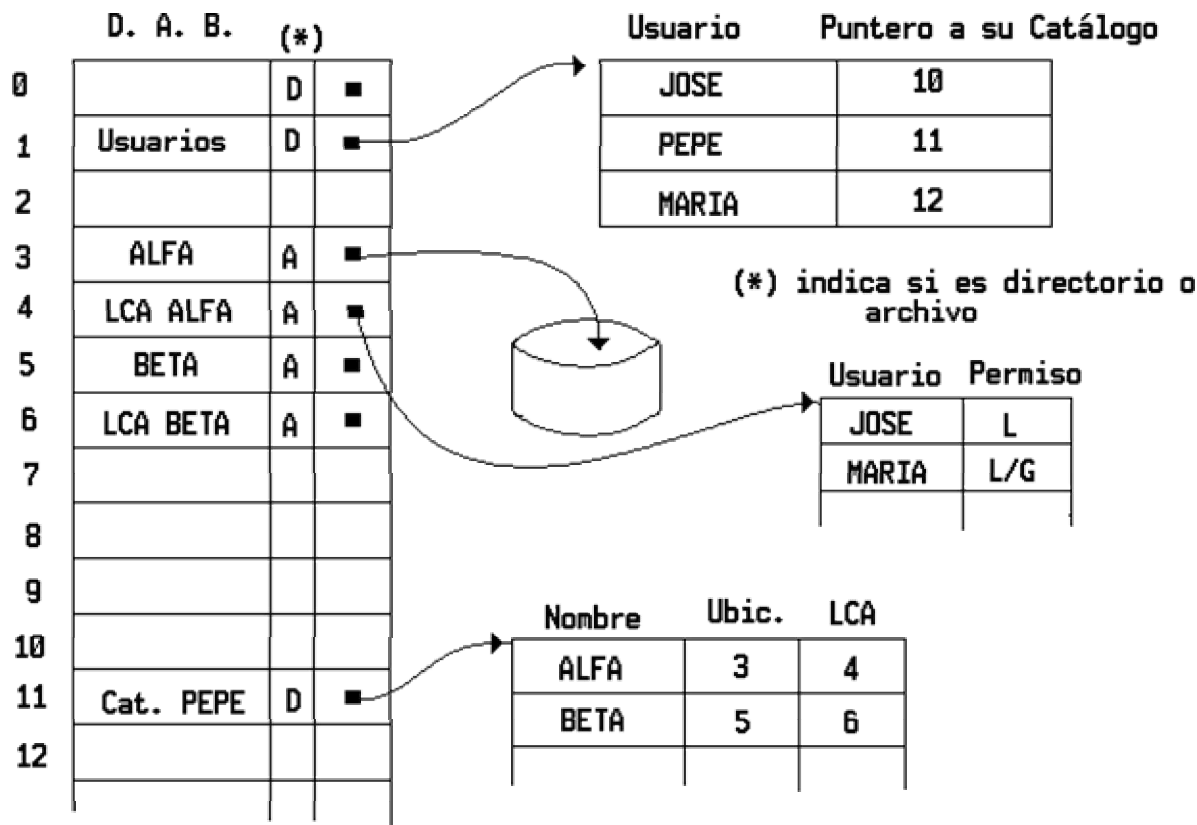 D. A. B. (*)
Usuario Puntero a su Catálogo
0 D
JOSE 10
1 Usuarios D
PEPE 11
2
MARIA 12
3 ALFA A
(*) indica si es directorio o
archivo
4 LCA ALFA A
5 BETA A
Usuario Permiso
6 LCA BETA A
JOSE L
MARIA L/G
7
8
9
Nombre Ubic. LCA
10
ALFA 3 4
11 Cat. PEPE D
BETA 5 6
12